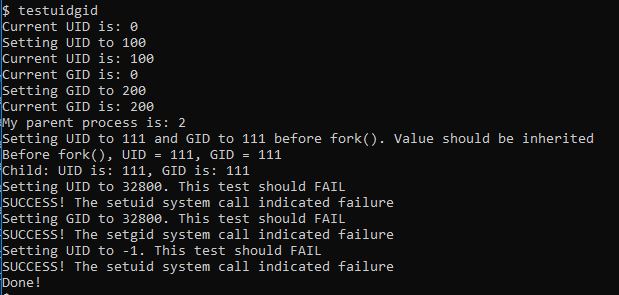 $ testuidgid
Current UID is: 0
Setting UID to 100
Current UID is: 100
Current GID is: 0
Setting GID to 200
Current GID is: 200
My parent process is: 2
Setting UID to 111 and GID to 111 before fork(). Value should be inherited
Before fork(), UID = 111, GID = 111
Child: UID is: 111, GID is: 111
Setting UID to 32800. This test should FAIL
SUCCESS! The setuid system call indicated failure
Setting GID to 32800. This test should FAIL
SUCCESS! The setgid system call indicated failure
Setting UID to -1. This test should FAIL
SUCCESS! The setuid system call indicated failure
Done!